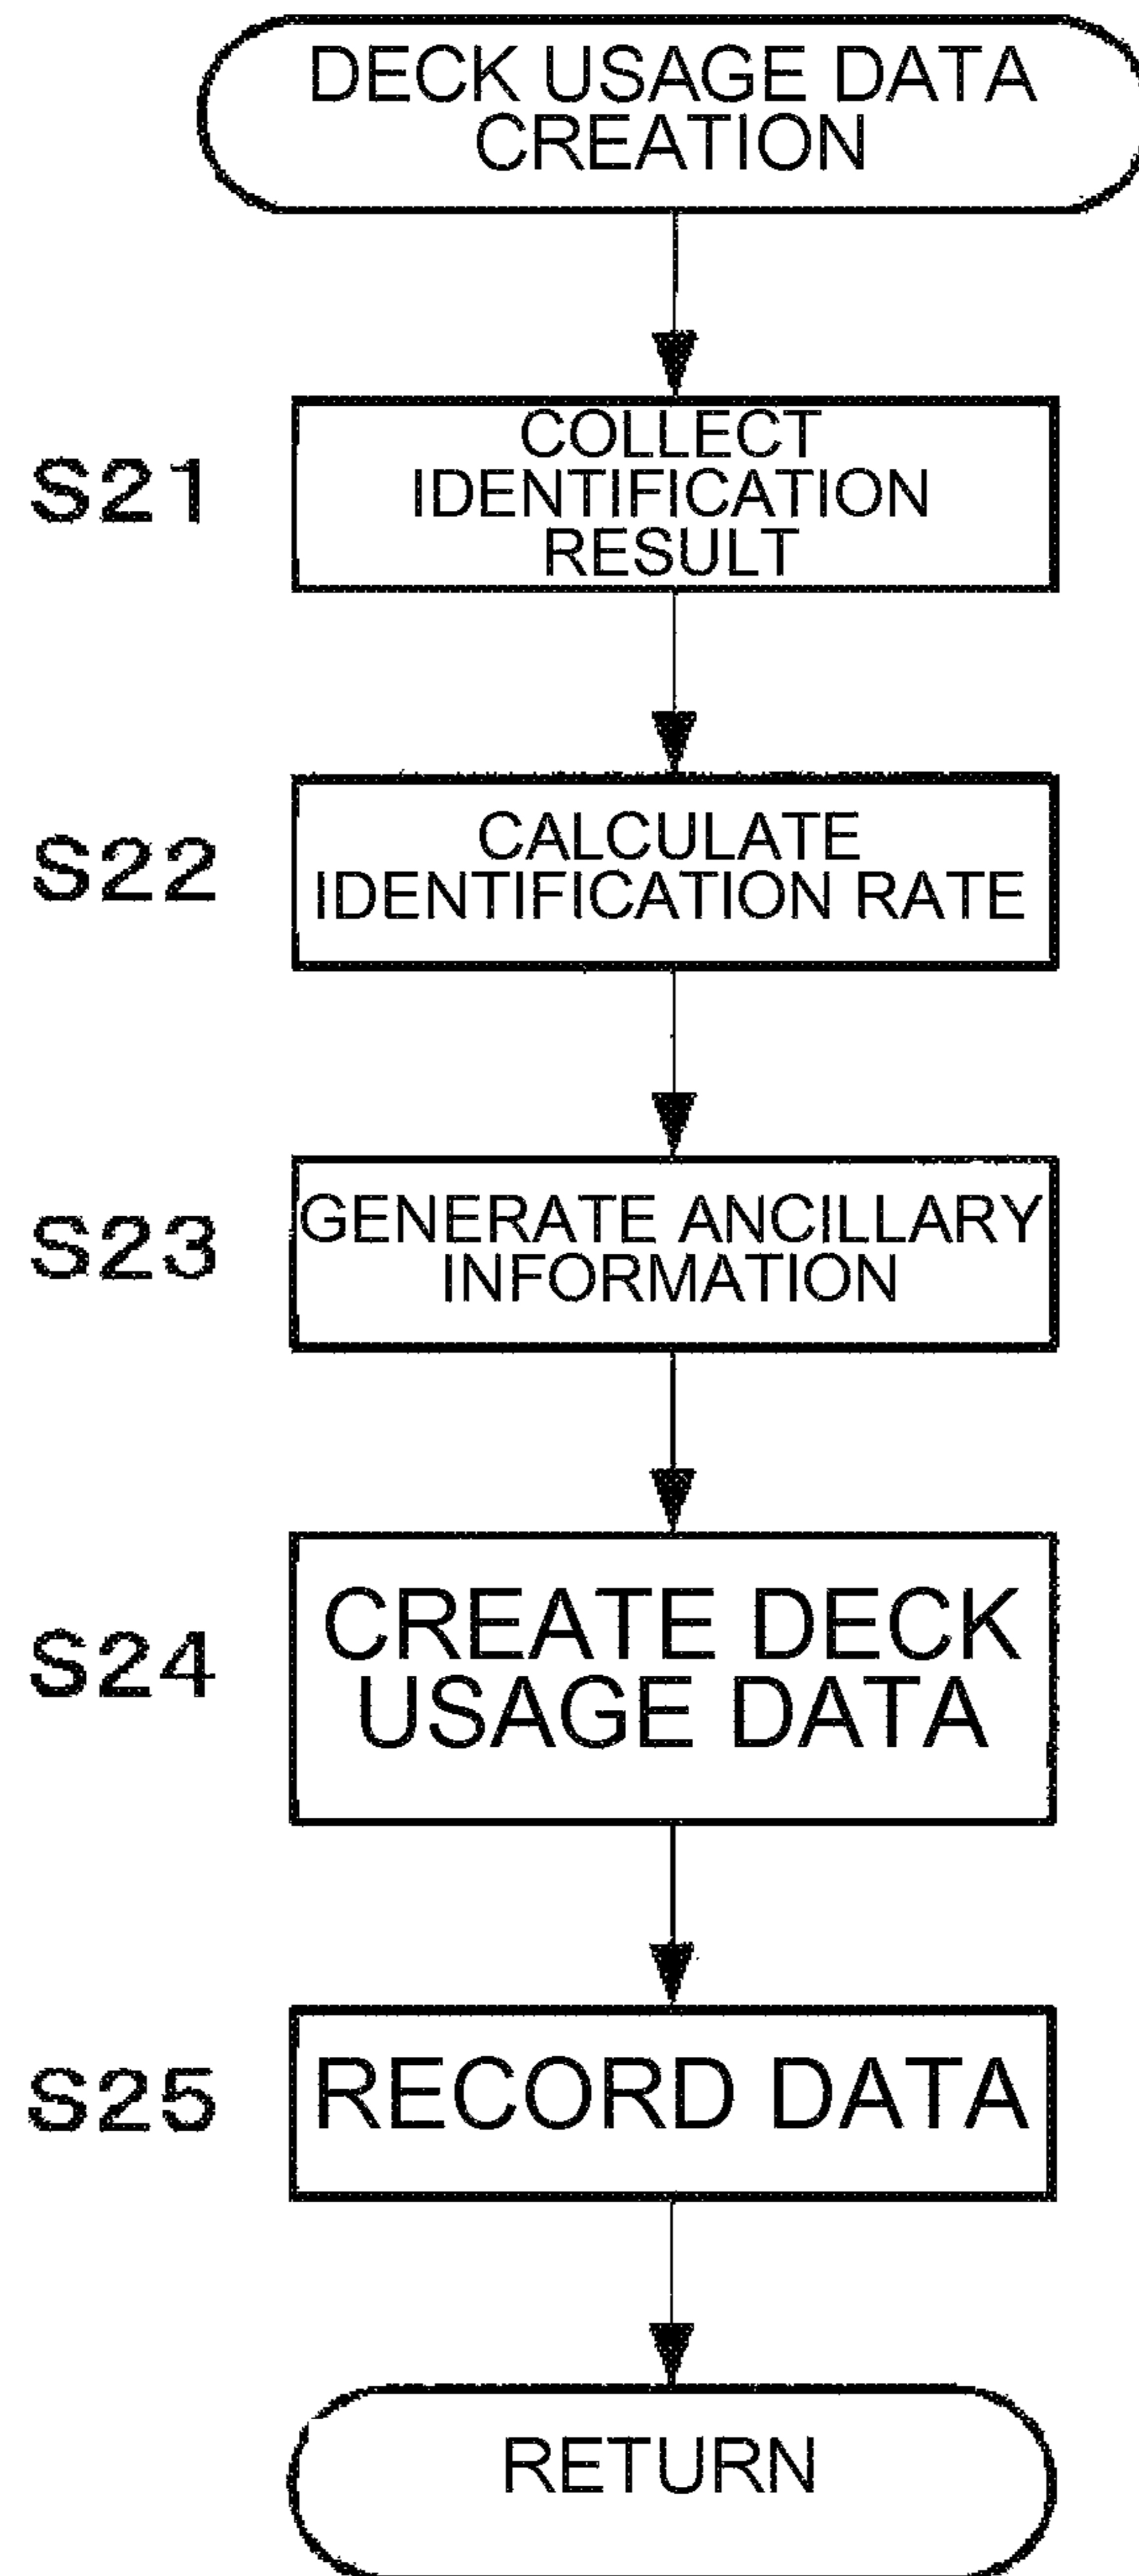 DECK USAGE DATA
CREATION
S21
COLLECT
IDENTIFICATION
RESULT
S22
CALCULATE
IDENTIFICATION RATE
S23
GENERATE ANCILLARY
INFORMATION
S24
CREATE DECK
USAGE DATA
S25
RECORD DATA
RETURN